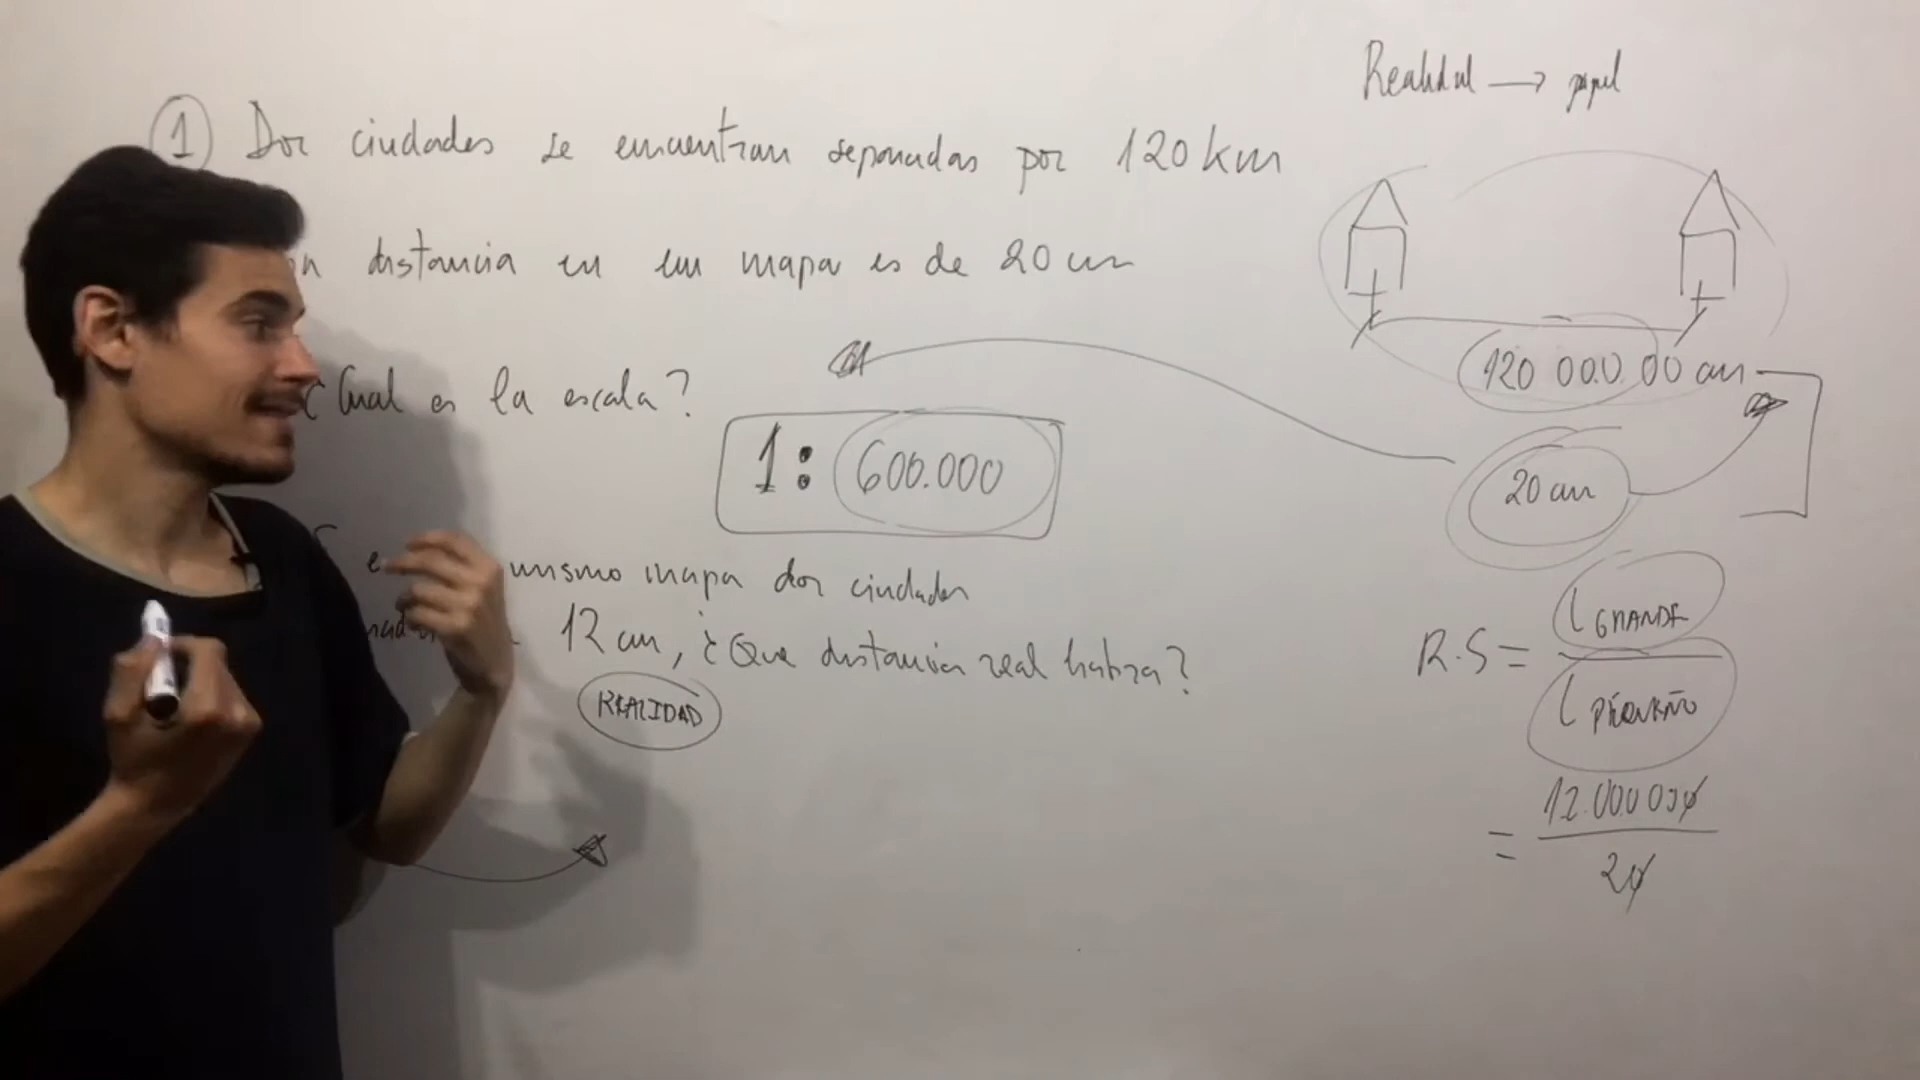 Realidad → papel
① Dos ciudades se encuentran separadas por 120 km
distancia en un mapa es de 20 cm
¿Cual es la escala?
1 : 600.000
mismo mapa dos ciudades
12 cm, ¿Que distancia real habra?
REALIDAD
120 000.00 cm
20 cm
R.S = L GRANDE / L PEQUEÑO
= 12.000 000 / 20